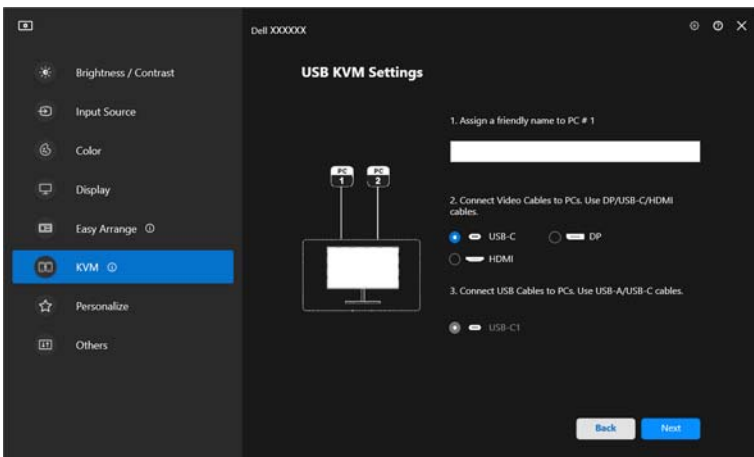 Dell XXXXXX
Brightness / Contrast
Input Source
Color
Display
Easy Arrange
KVM
Personalize
Others
USB KVM Settings
PC
1
PC
2
1. Assign a friendly name to PC # 1
2. Connect Video Cables to PCs. Use DP/USB-C/HDMI
cables.
USB-C
DP
HDMI
3. Connect USB Cables to PCs. Use USB-A/USB-C cables.
USB-C1
Back
Next